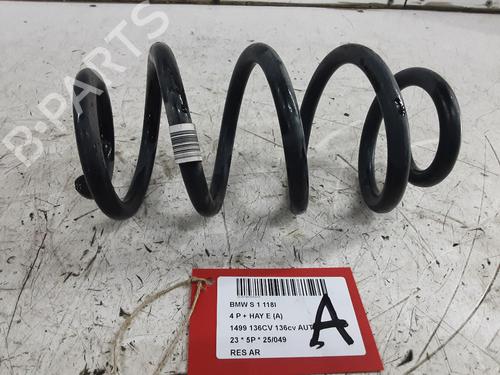 B-PARTS
BMW S 1 118I
4 P + HAY E (A)
1499 136CV 136cv AUT
23 * 5P * 25/049
RES AR
A